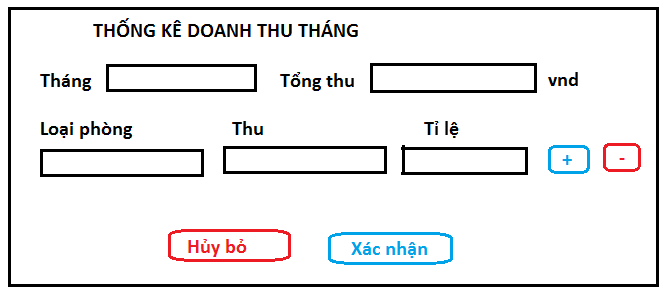 THỐNG KÊ DOANH THU THÁNG
Tháng Tổng thu vnd
Loại phòng Thu Tỉ lệ
+ -
Hủy bỏ Xác nhận